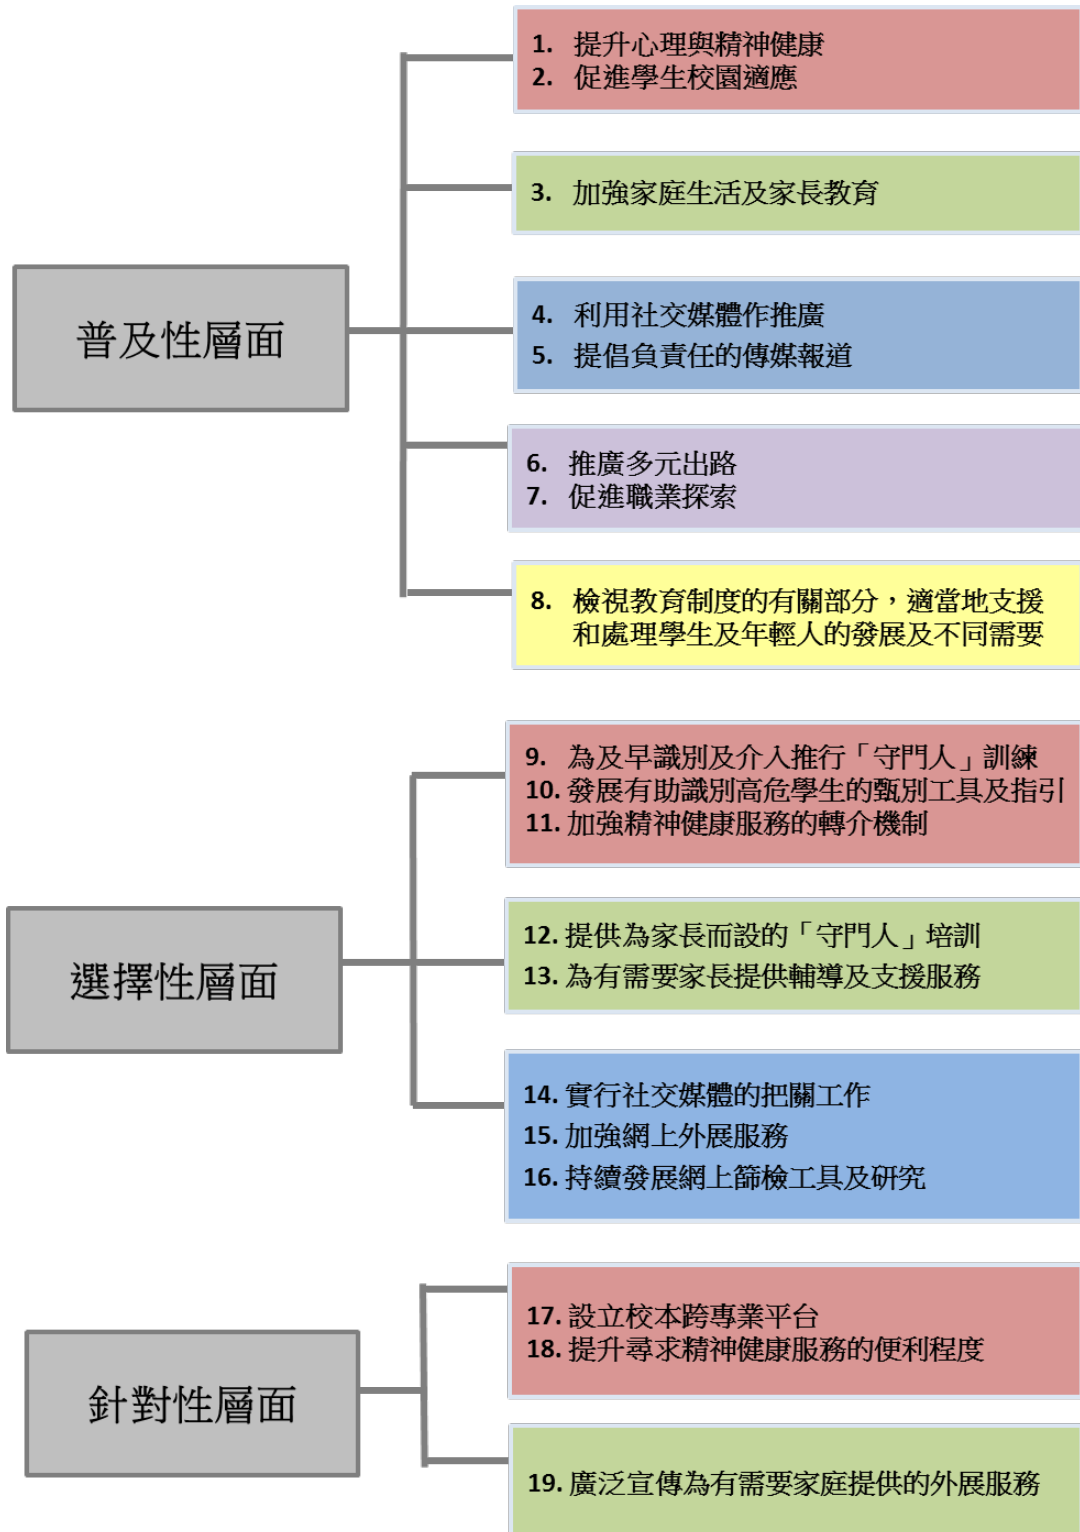 普及性層面
1. 提升心理與精神健康
2. 促進學生校園適應
3. 加強家庭生活及家長教育
4. 利用社交媒體作推廣
5. 提倡負責任的傳媒報道
6. 推廣多元出路
7. 促進職業探索
8. 檢視教育制度的有關部分，適當地支援
和處理學生及年輕人的發展及不同需要
選擇性層面
9. 為及早識別及介入推行「守門人」訓練
10. 發展有助識別高危學生的甄別工具及指引
11. 加強精神健康服務的轉介機制
12. 提供為家長而設的「守門人」培訓
13. 為有需要家長提供輔導及支援服務
14. 實行社交媒體的把關工作
15. 加強網上外展服務
16. 持續發展網上篩檢工具及研究
針對性層面
17. 設立校本跨專業平台
18. 提升尋求精神健康服務的便利程度
19. 廣泛宣傳為有需要家庭提供的外展服務